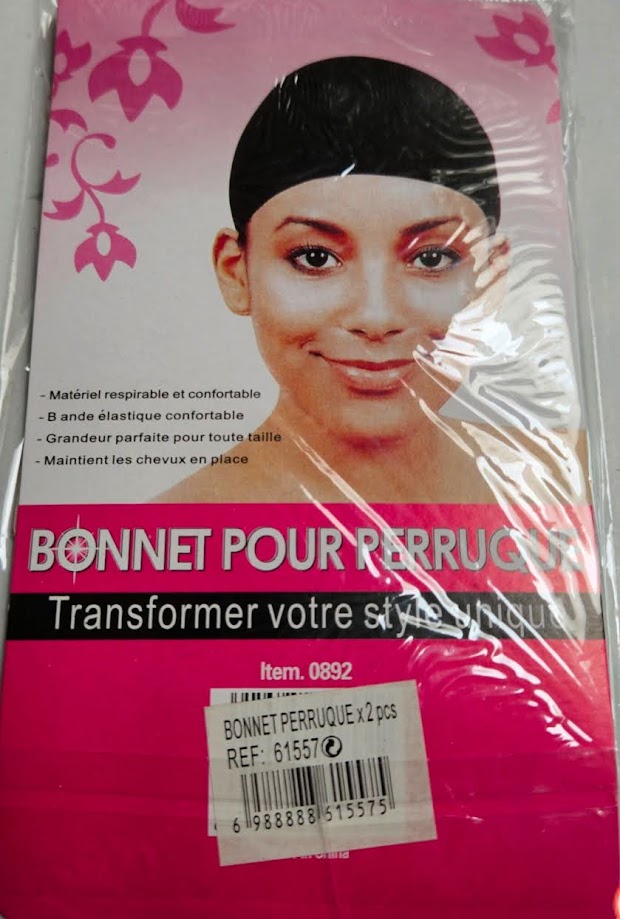 - Matériel respirable et confortable
- B ande élastique confortable
- Grandeur parfaite pour toute taille
- Maintient les chevux en place
BONNET POUR PERRUQUE
Transformer votre style unique
Item. 0892
BONNET PERRUQUE x 2 pcs
REF: 61557
6 988888 615575
China